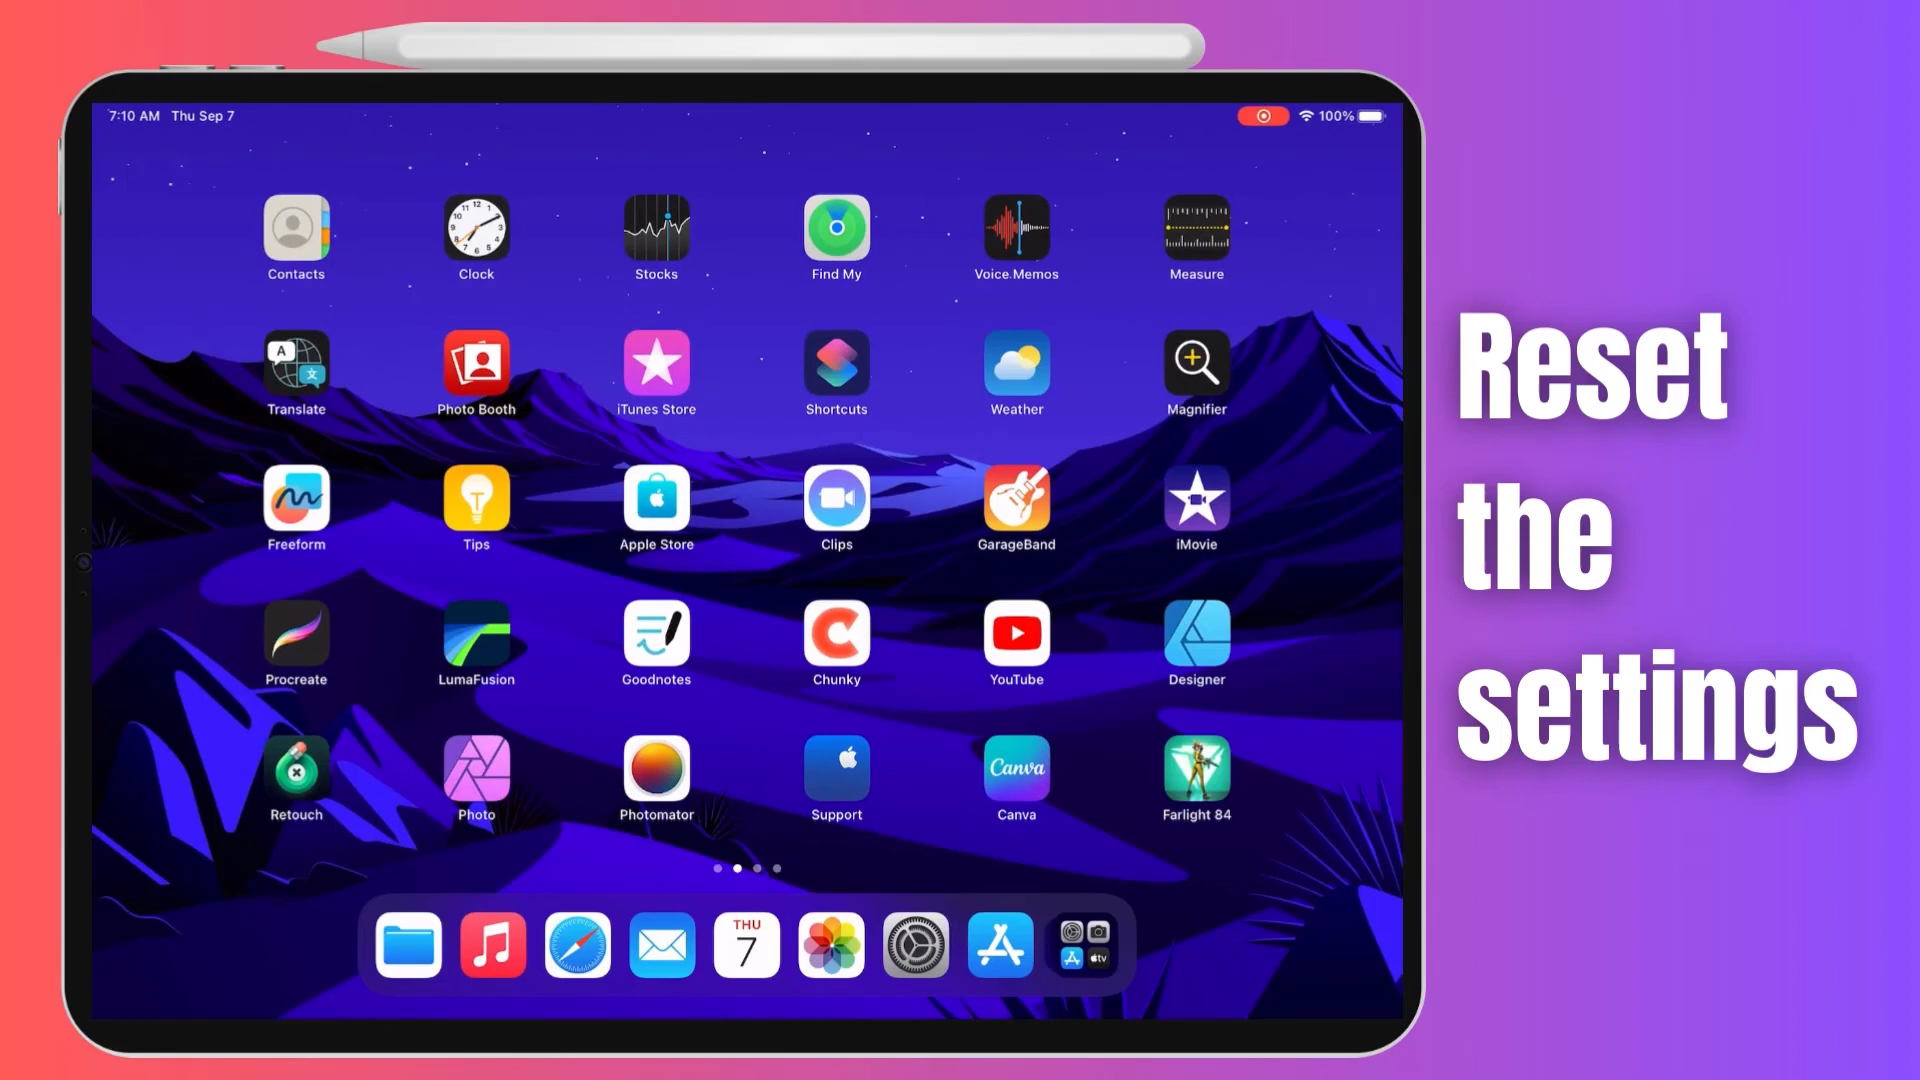 7:10 AM Thu Sep 7 100%
Contacts Clock Stocks Find My Voice Memos Measure
Translate Photo Booth iTunes Store Shortcuts Weather Magnifier
Freeform Tips Apple Store Clips GarageBand iMovie
Procreate LumaFusion Goodnotes Chunky YouTube Designer
Canva
Retouch Photo Photomator Support Canva Farlight 84
THU
7
tv
Reset
the
settings